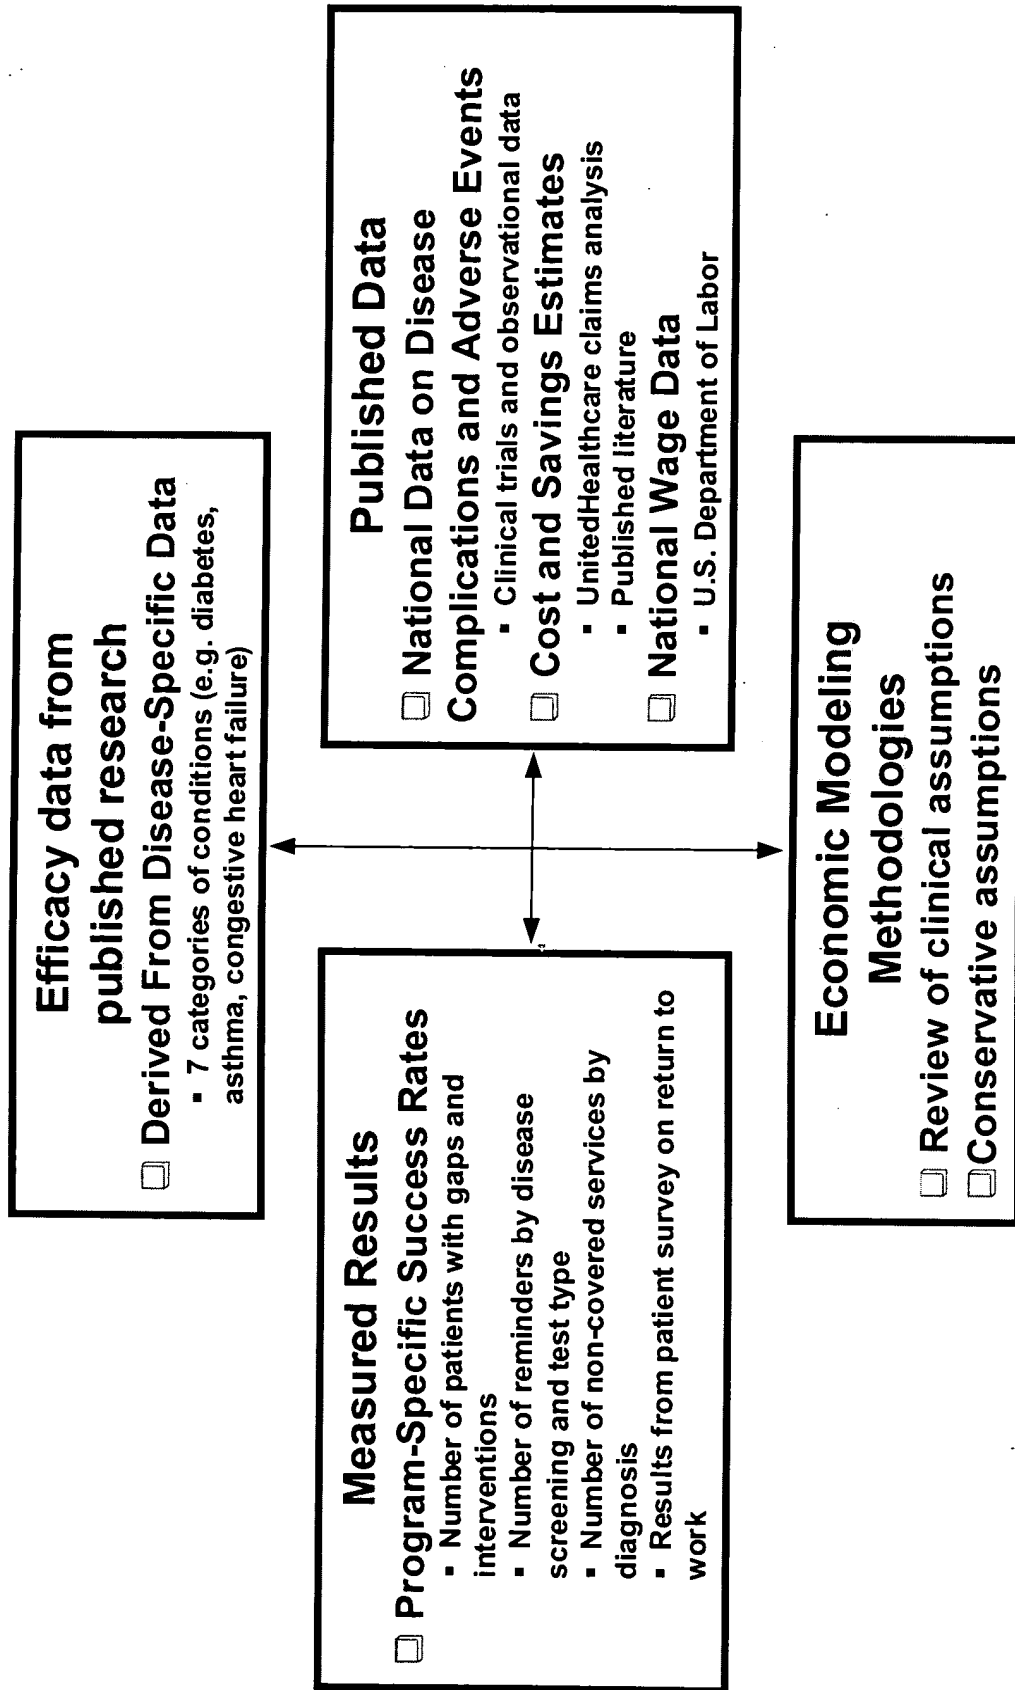 Efficacy data from
published research
Derived From Disease-Specific Data
▪ 7 categories of conditions (e.g. diabetes,
asthma, congestive heart failure)
Measured Results
Program-Specific Success Rates
▪ Number of patients with gaps and
interventions
▪ Number of reminders by disease
screening and test type
▪ Number of non-covered services by
diagnosis
▪ Results from patient survey on return to
work
Published Data
National Data on Disease
Complications and Adverse Events
▪ Clinical trials and observational data
Cost and Savings Estimates
▪ UnitedHealthcare claims analysis
▪ Published literature
National Wage Data
▪ U.S. Department of Labor
Economic Modeling
Methodologies
Review of clinical assumptions
Conservative assumptions